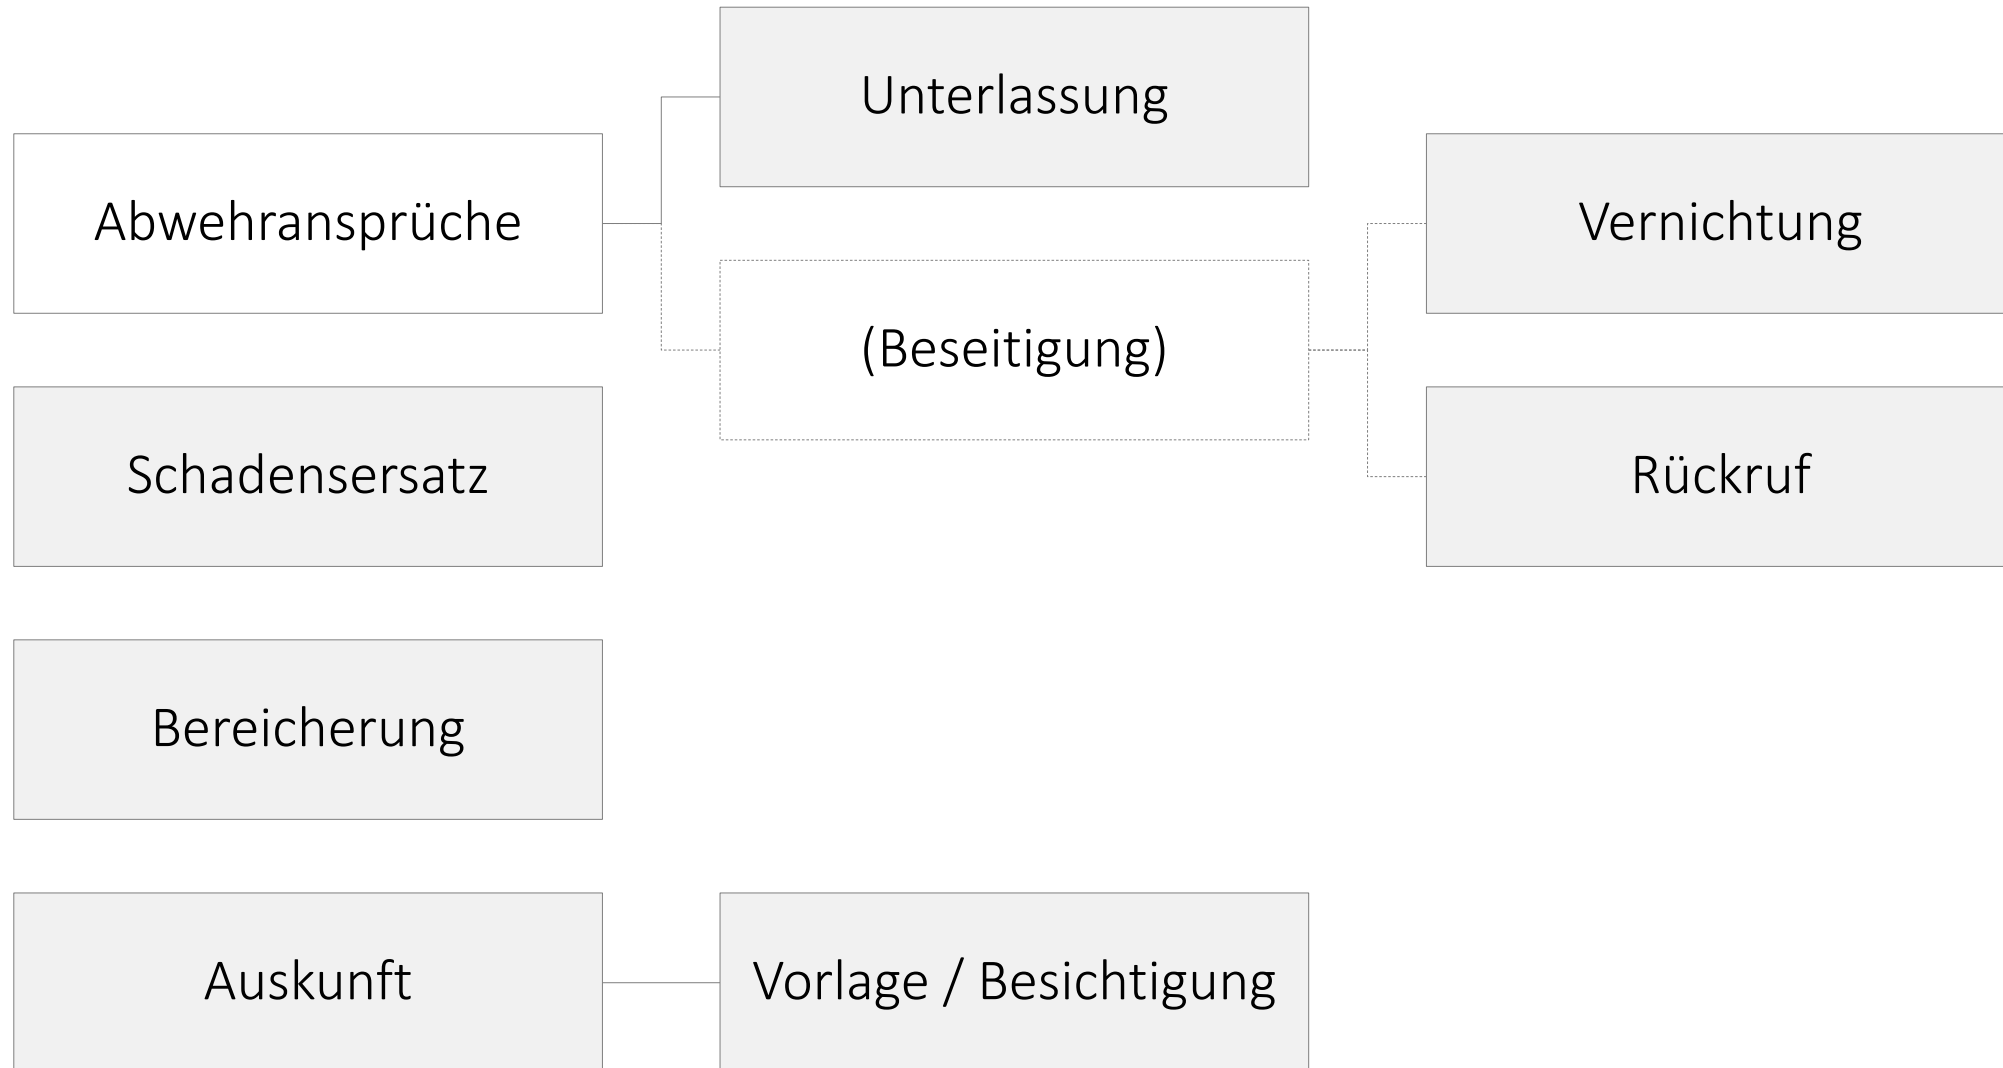 Abwehransprüche
Unterlassung
(Beseitigung)
Vernichtung
Rückruf
Schadensersatz
Bereicherung
Auskunft
Vorlage / Besichtigung